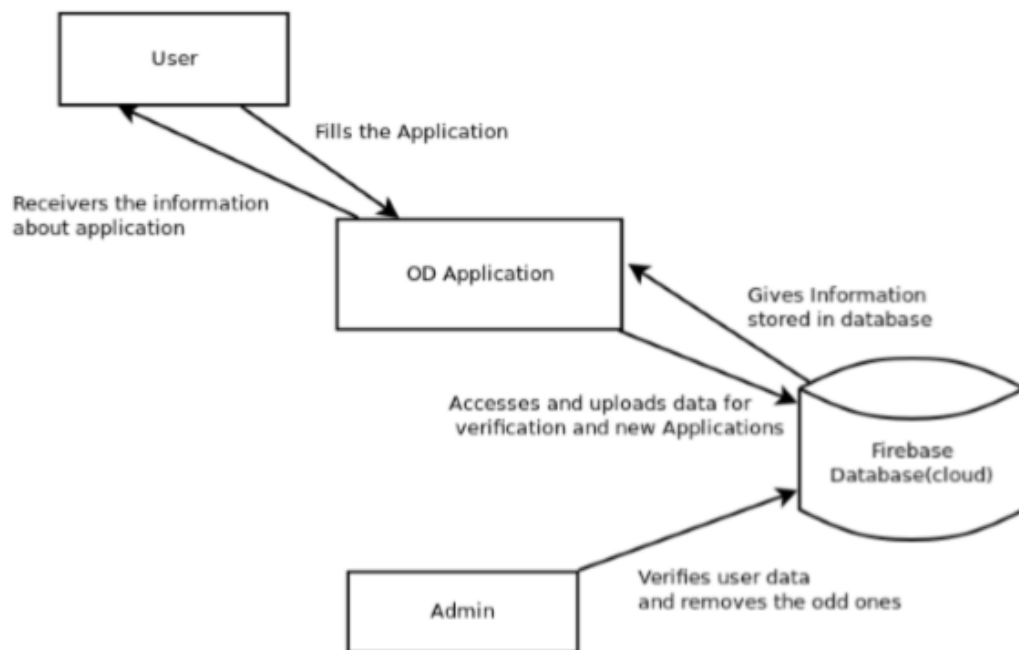 User
Fills the Application
Receivers the information
about application
OD Application
Gives Information
stored in database
Accesses and uploads data for
verification and new Applications
Firebase
Database(cloud)
Verifies user data
and removes the odd ones
Admin